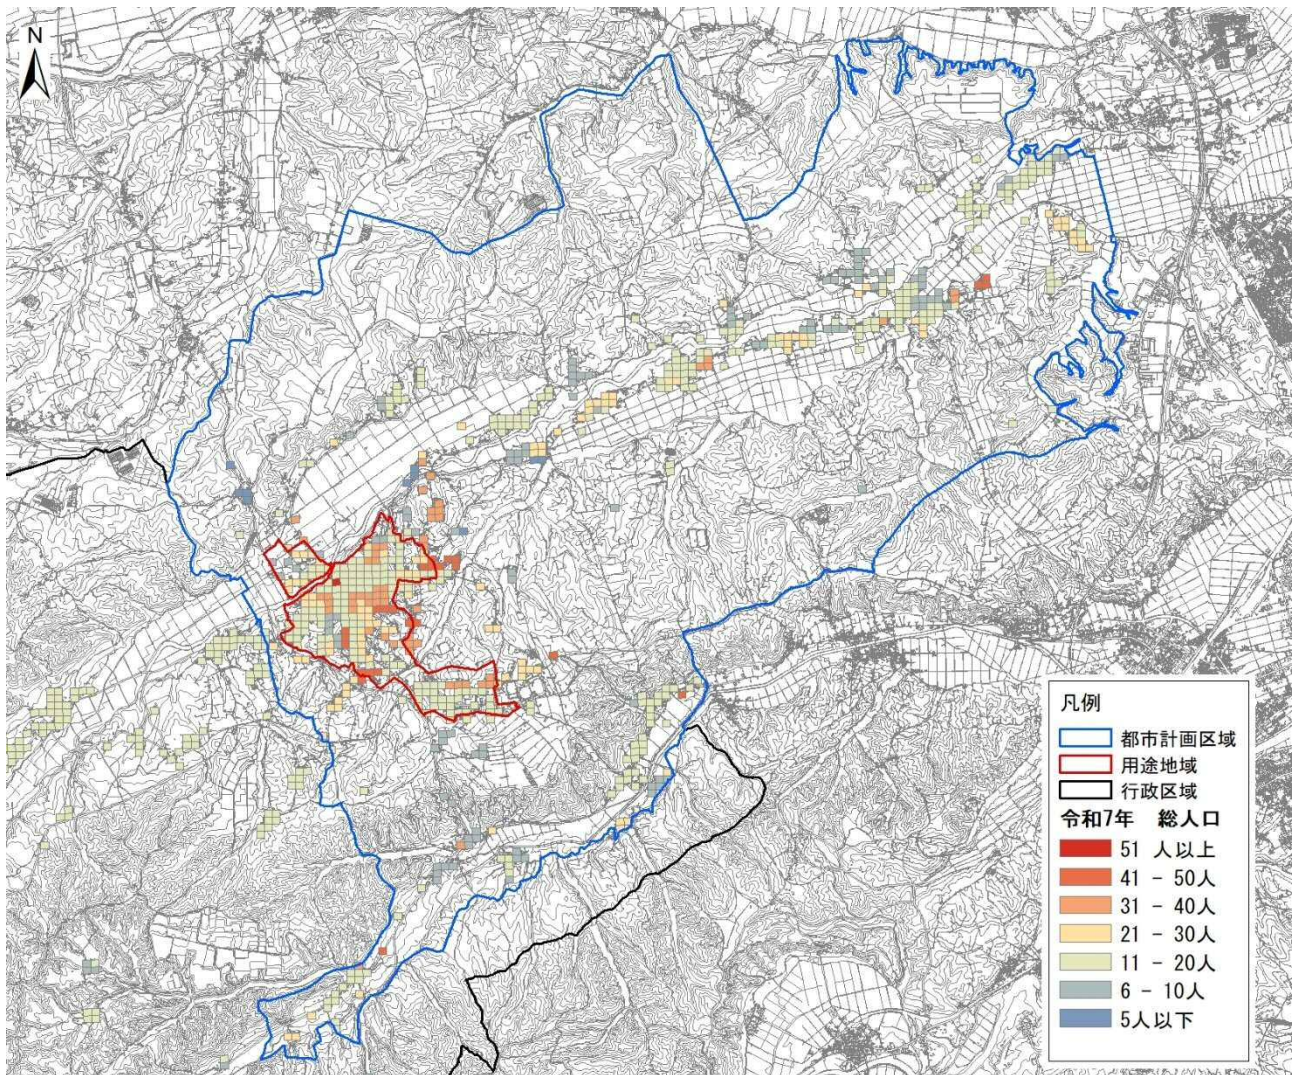 N
凡例
都市計画区域
用途地域
行政区域
令和7年 総人口
51 人以上
41 - 50人
31 - 40人
21 - 30人
11 - 20人
6 - 10人
5人以下